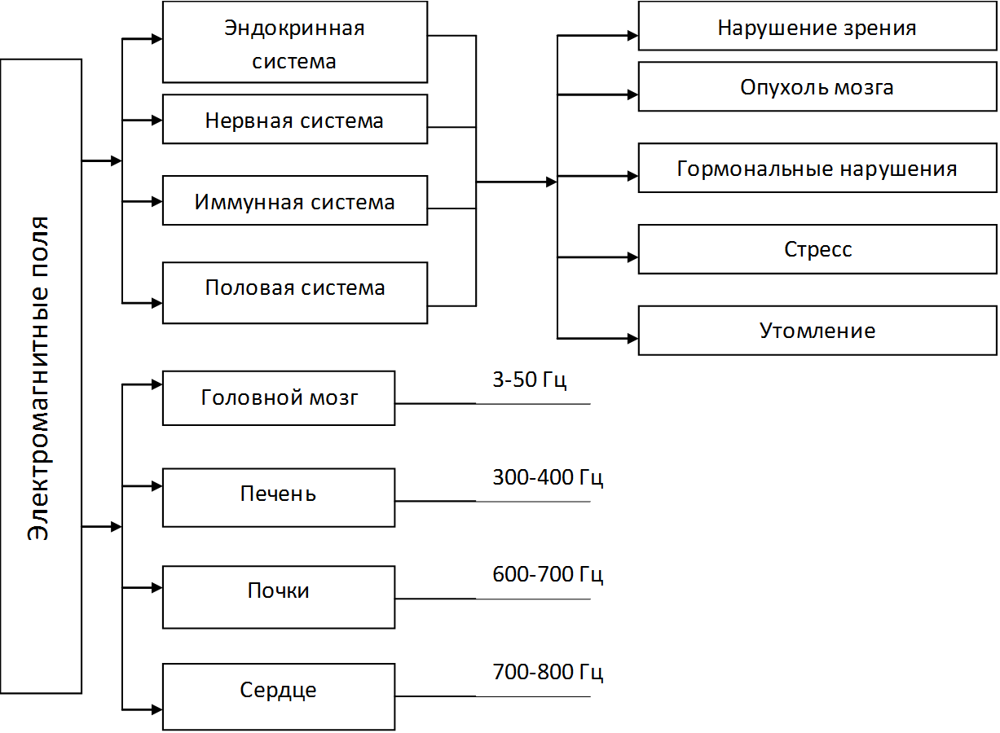 Электромагнитные поля
Эндокринная
система
Нервная система
Иммунная система
Половая система
Нарушение зрения
Опухоль мозга
Гормональные нарушения
Стресс
Утомление
Головной мозг
3-50 Гц
Печень
300-400 Гц
Почки
600-700 Гц
Сердце
700-800 Гц